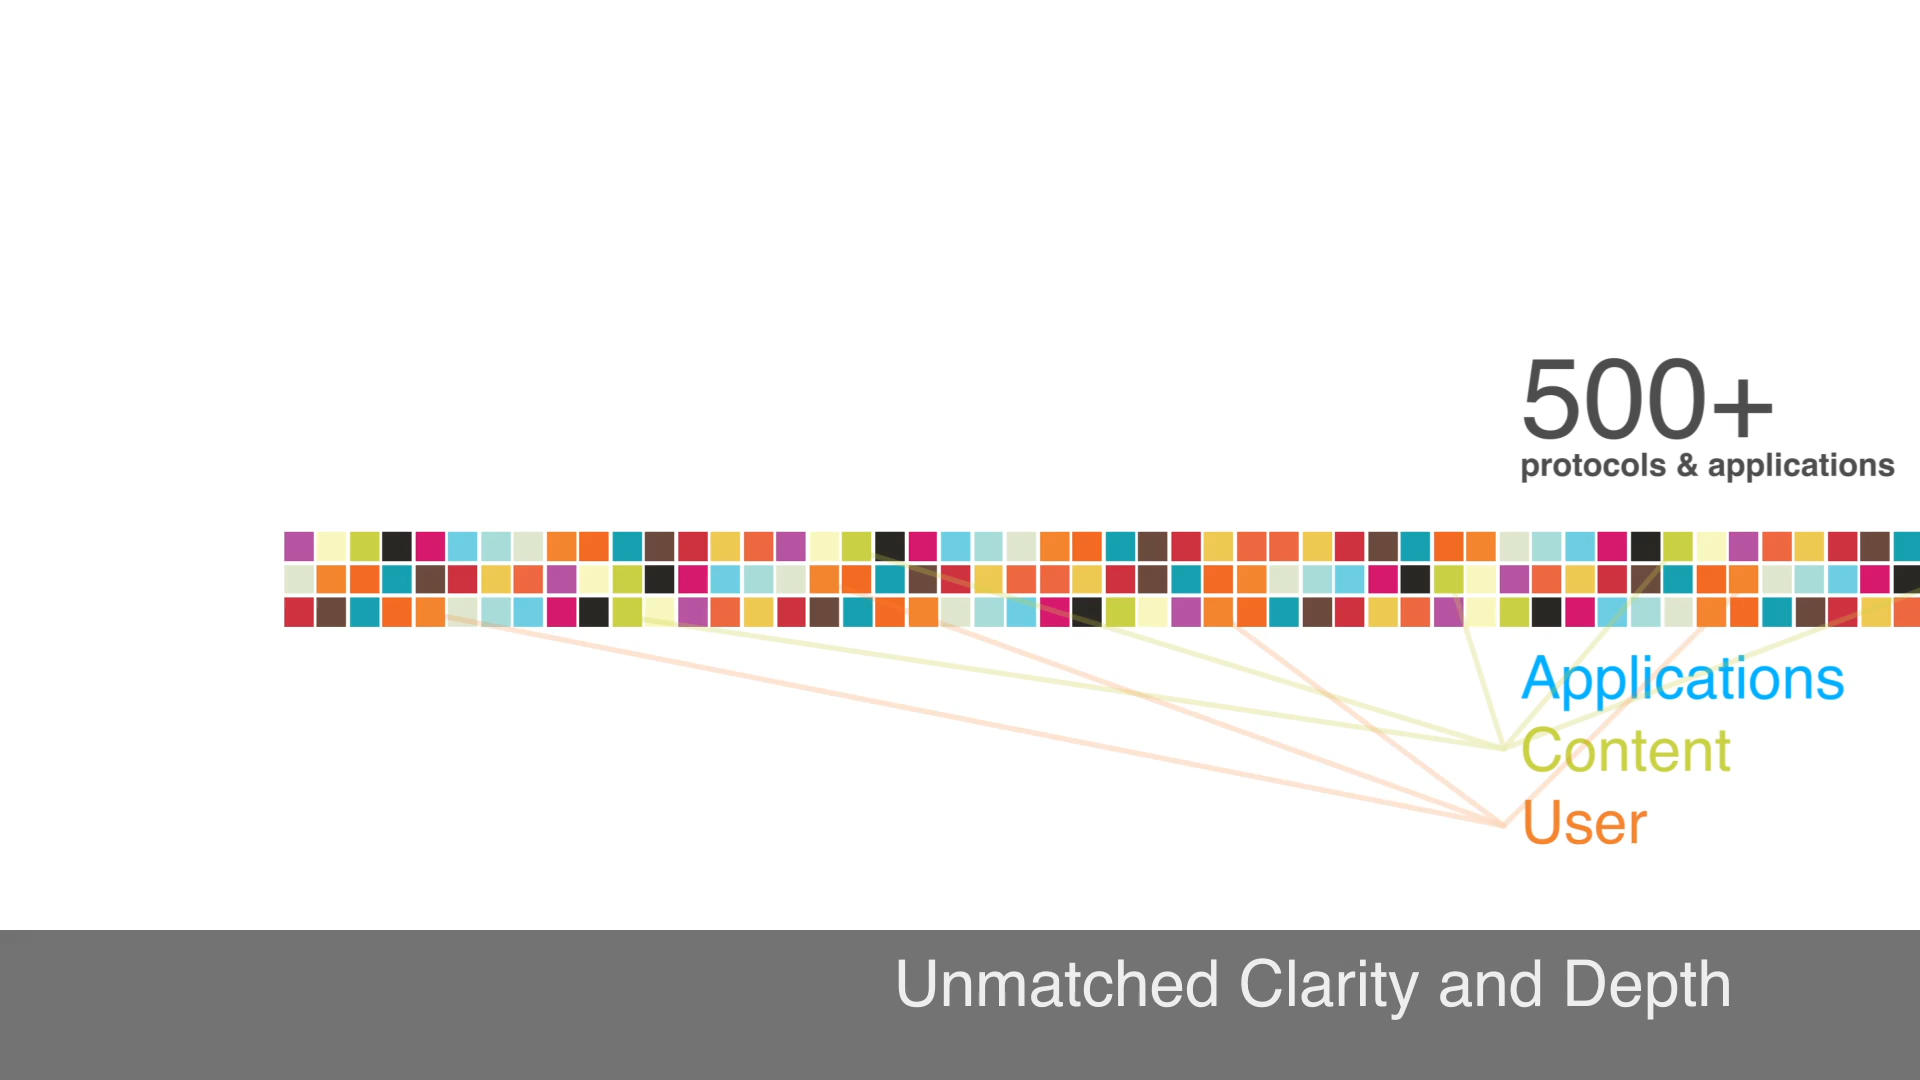 500+
protocols & applications
Applications
Content
User
Unmatched Clarity and Depth